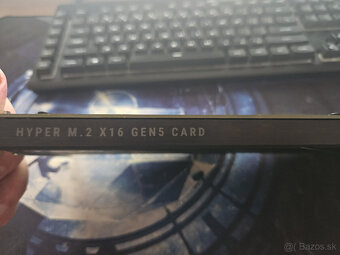 HYPER M.2 X16 GEN5 CARD
Bazos.sk